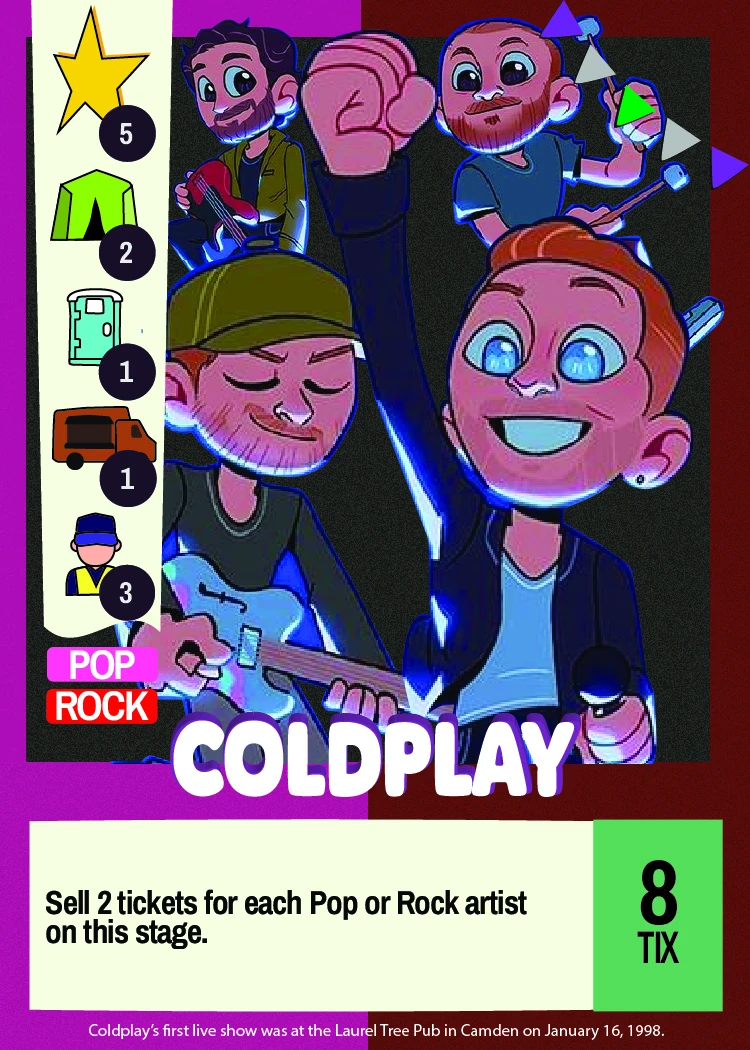 5
2
1
1
3
POP
ROCK
COLDPLAY
Sell 2 tickets for each Pop or Rock artist
on this stage.
8
TIX
Coldplay's first live show was at the Laurel Tree Pub in Camden on January 16, 1998.